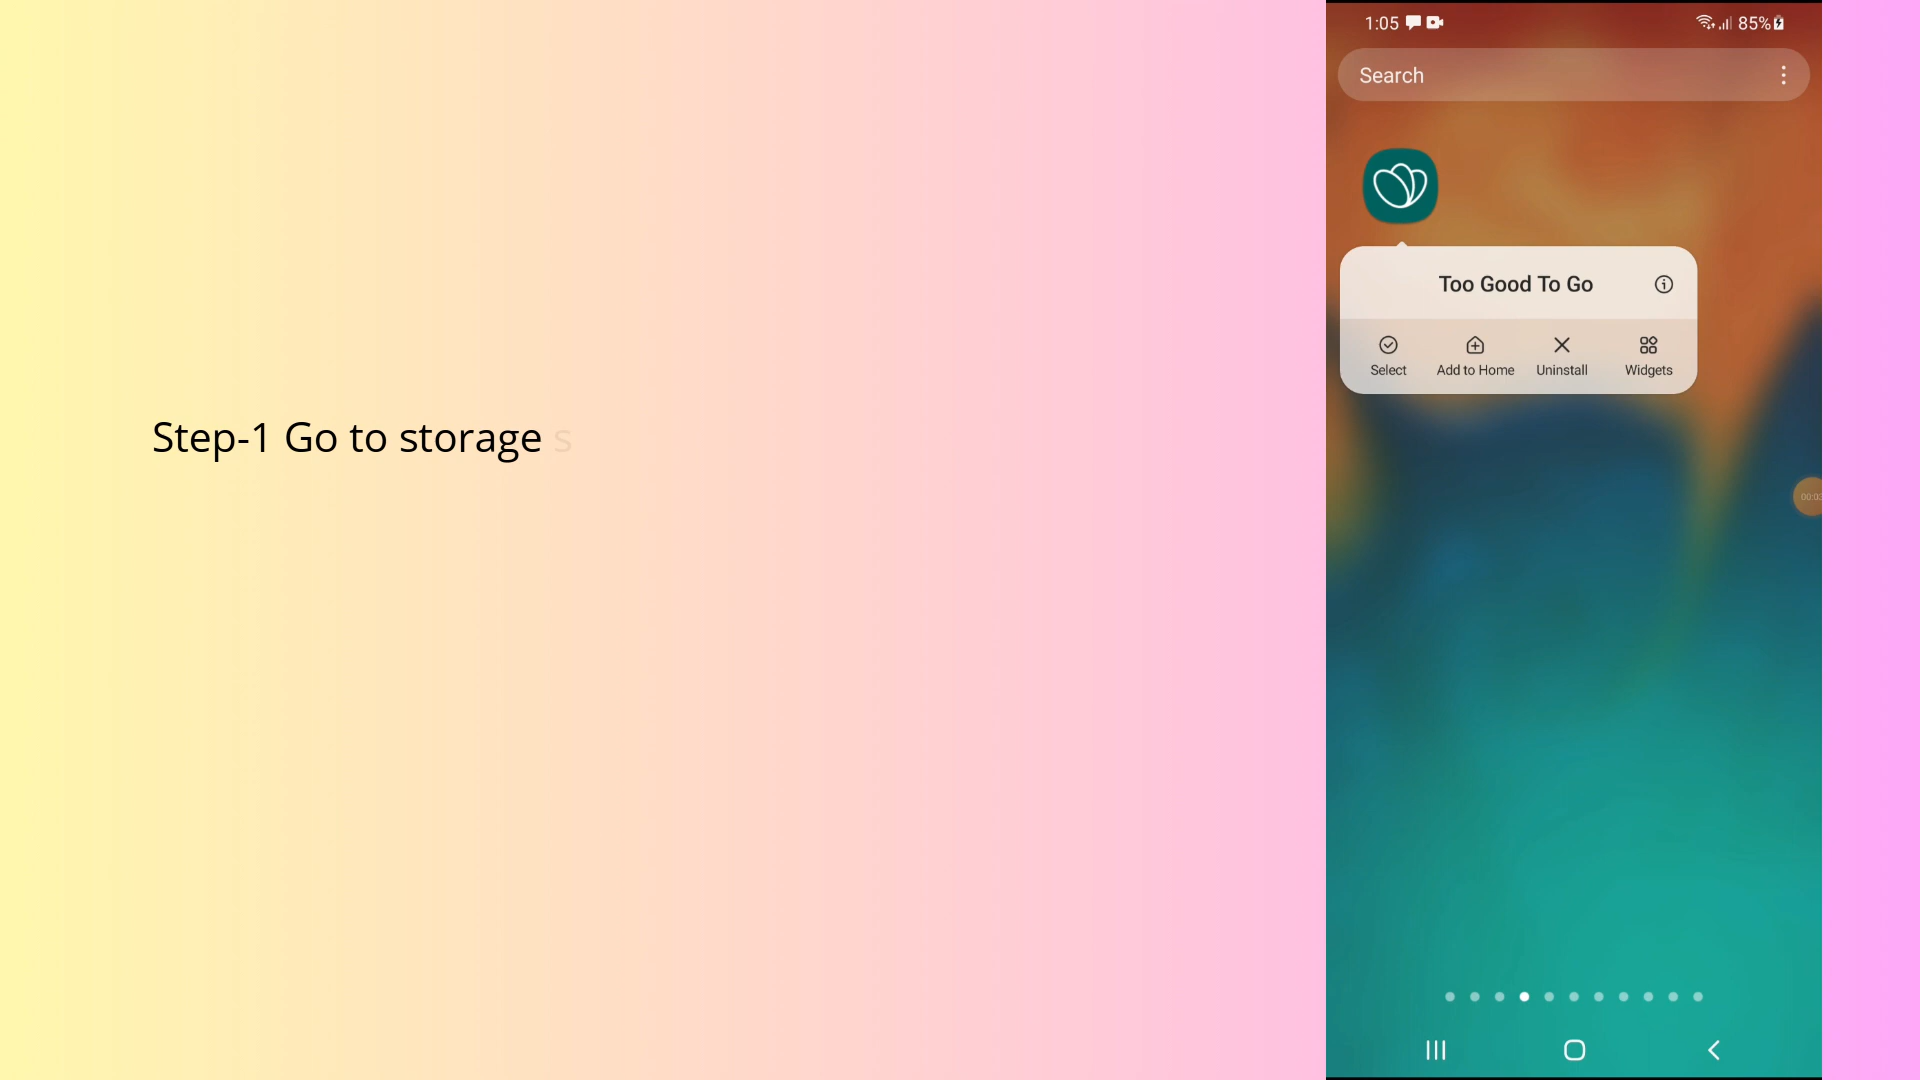 Step-1 Go to storage s
1:05
85%
Search
Too Good To Go
Select
Add to Home
Uninstall
Widgets